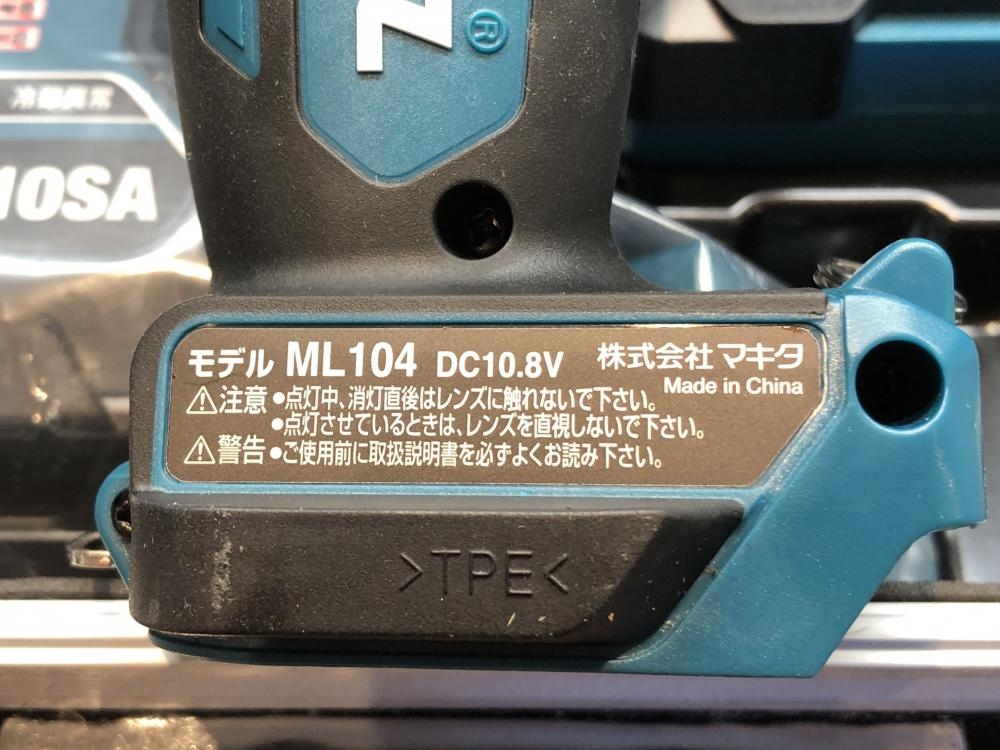 冷却異常
10SA
Z®
モデル ML104 DC10.8V 株式会社マキタ
Made in China
⚠注意 ●点灯中、消灯直後はレンズに触れないで下さい。
●点灯させているときは、レンズを直視しないで下さい。
⚠警告 ●ご使用前に取扱説明書を必ずよくお読み下さい。
>TPE<